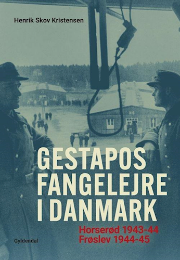 Henrik Skov Kristensen
GESTAPOS
FANGELEJRE
I DANMARK
Horserød 1943-44
Frøslev 1944-45
Gyldendal